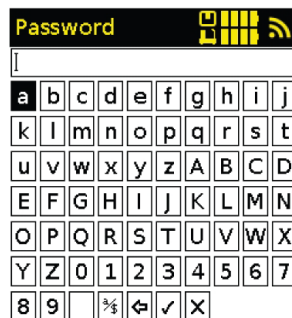 Password
a b c d e f g h i j
k l m n o p q r s t
u v w x y z A B C D
E F G H I J K L M N
O P Q R S T U V W X
Y Z 0 1 2 3 4 5 6 7
8 9 a/$ ⇦ ✓ X